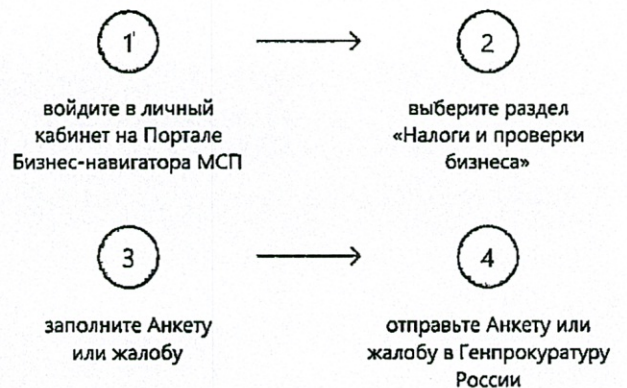 1
войдите в личный
кабинет на Портале
Бизнес-навигатора МСП
2
выберите раздел
«Налоги и проверки
бизнеса»
3
заполните Анкету
или жалобу
4
отправьте Анкету или
жалобу в Генпрокуратуру
России